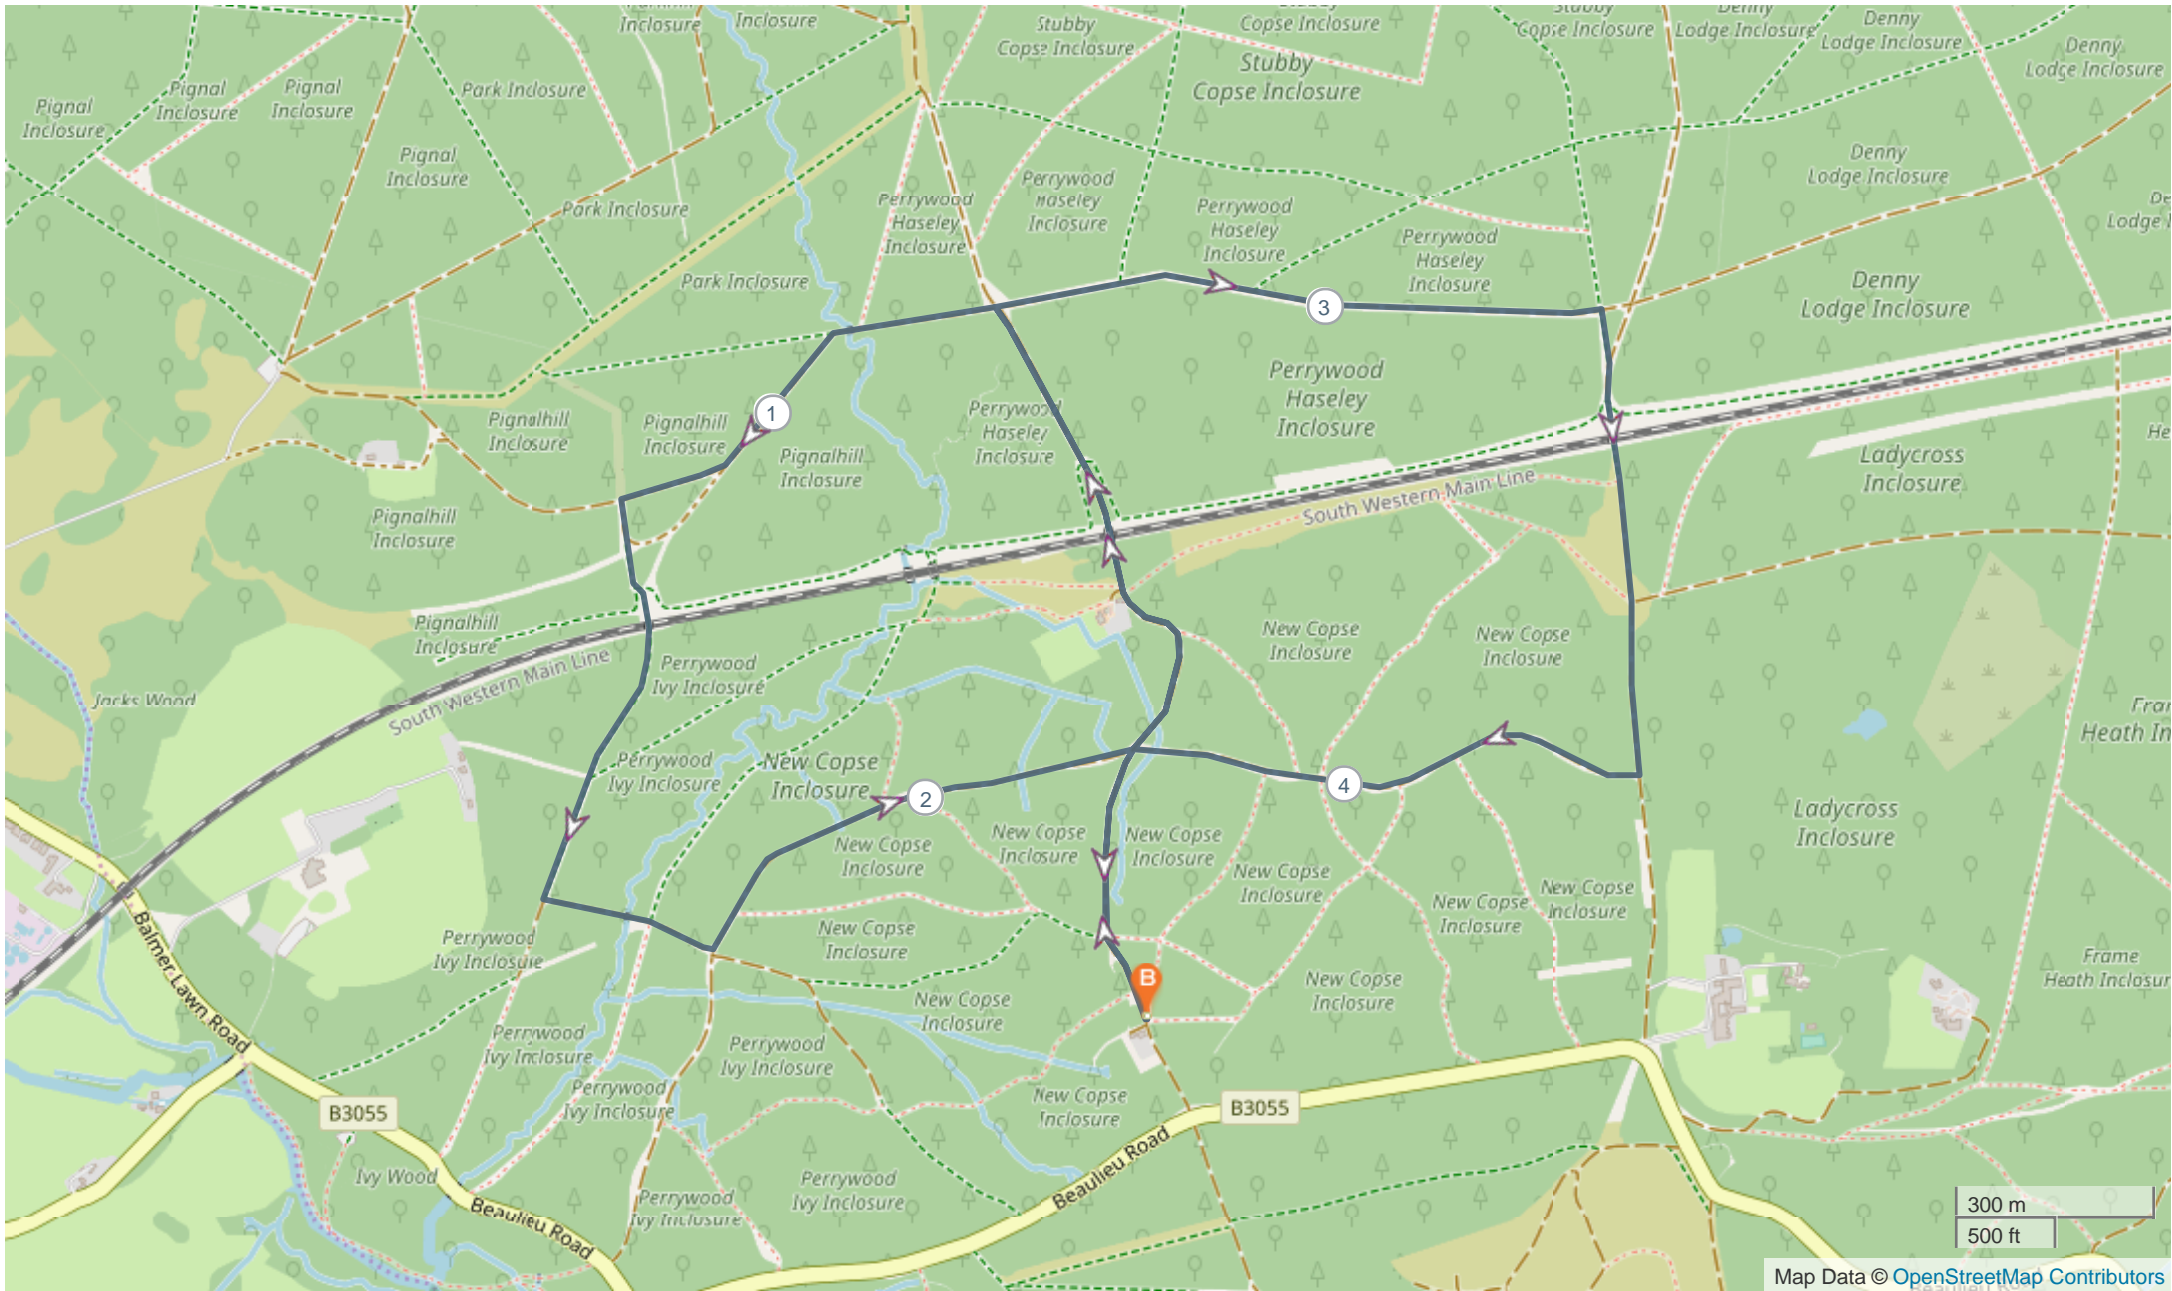 Inclosure
Inclosure
Stubby
Copse Inclosure
Copse Inclosure
Copse Inclosure
Lodge Inclosure
Denny
Lodge Inclosure
Denny
Lodge Inclosure
Stubby
Copse Inclosure
Pignal
Inclosure
Pignal
Inclosure
Pignal
Inclosure
Park Inclosure
Pignal
Inclosure
Denny
Lodge Inclosure
Park Inclosure
Perrywood
Haseley
Inclosure
Perrywood
Haseley
Inclosure
Perrywood
Haseley
Inclosure
Perrywood
Haseley
Inclosure
Lodge
Park Inclosure
Denny
Lodge Inclosure
3
Perrywood
Haseley
Inclosure
1
Pignalhill
Inclosure
Pignalhill
Inclosure
Pignalhill
Inclosure
Perrywood
Haseley
Inclosure
Ladycross
Inclosure
Pignalhill
Inclosure
South Western Main Line
Pignalhill
Inclosure
New Copse
Inclosure
New Copse
Inclosure
Perrywood
Ivy Inclosure
South Western Main Line
Jacks Wood
Heath In
Perrywood
Ivy Inclosure
New Copse
Inclosure
2
4
Ladycross
Inclosure
New Copse
Inclosure
New Copse
Inclosure
New Copse
Inclosure
New Copse
Inclosure
New Copse
Inclosure
New Copse
Inclosure
Perrywood
Ivy Inclosure
New Copse
Inclosure
Frame
Heath Inclosur
B
New Copse
Inclosure
New Copse
Inclosure
Balmer Lawn Road
Perrywood
Ivy Inclosure
Perrywood
Ivy Inclosure
Perrywood
Ivy Inclosure
New Copse
Inclosure
B3055
B3055
Beaulieu Road
Ivy Wood
Perrywood
Ivy Inclosure
Perrywood
Ivy Inclosure
Beaulieu Road
300 m
500 ft
Map Data © OpenStreetMap Contributors